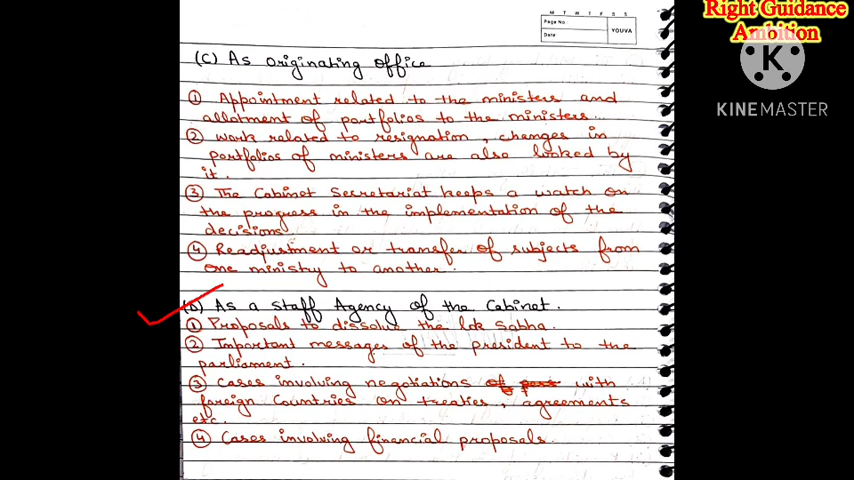 Right Guidance
Ambition
K
KINEMASTER
M T W T F S S
Page No:
Date:
YOUVA
(C) As originating office
① Appointment related to the ministers and
allotment of portfolios to the ministers.
② Work related to resignation, changes in
portfolios of ministers are also looked by
it.
③ The Cabinet Secretariat keeps a watch on
the progress in the implementation of the
decisions
④ Readjustment or transfer of subjects from
one ministry to another.
(D) As a staff Agency of the Cabinet.
① Proposals to dissolve the lok Sabha.
② Important messages of the president to the
parliament.
③ Cases involving negotiations with
foreign Countries on treaties, agreements
etc.
④ Cases involving financial proposals.